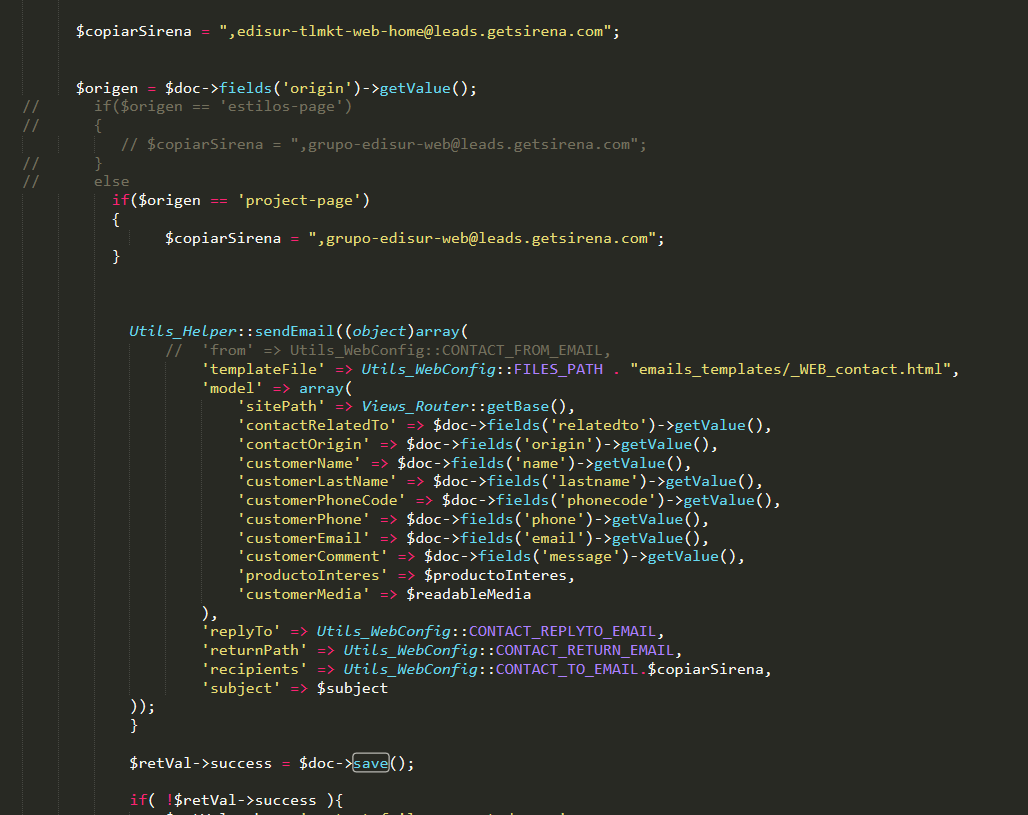 $copiarSirena = ",edisur-tlmkt-web-home@leads.getsirena.com";
$origen = $doc->fields('origin')->getValue();
// if($origen == 'estilos-page')
// {
// $copiarSirena = ",grupo-edisur-web@leads.getsirena.com";
// }
// else
if($origen == 'project-page')
{
$copiarSirena = ",grupo-edisur-web@leads.getsirena.com";
}
Utils_Helper::sendEmail((object)array(
// 'from' => Utils_WebConfig::CONTACT_FROM_EMAIL,
'templateFile' => Utils_WebConfig::FILES_PATH . "emails_templates/_WEB_contact.html",
'model' => array(
'sitePath' => Views_Router::getBase(),
'contactRelatedTo' => $doc->fields('relatedto')->getValue(),
'contactOrigin' => $doc->fields('origin')->getValue(),
'customerName' => $doc->fields('name')->getValue(),
'customerLastName' => $doc->fields('lastname')->getValue(),
'customerPhoneCode' => $doc->fields('phonecode')->getValue(),
'customerPhone' => $doc->fields('phone')->getValue(),
'customerEmail' => $doc->fields('email')->getValue(),
'customerComment' => $doc->fields('message')->getValue(),
'productoInteres' => $productoInteres,
'customerMedia' => $readableMedia
),
'replyTo' => Utils_WebConfig::CONTACT_REPLYTO_EMAIL,
'returnPath' => Utils_WebConfig::CONTACT_RETURN_EMAIL,
'recipients' => Utils_WebConfig::CONTACT_TO_EMAIL.$copiarSirena,
'subject' => $subject
));
}
$retVal->success = $doc->save();
if( !$retVal->success ){